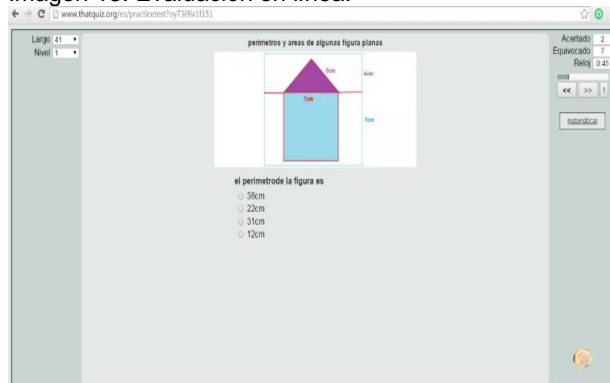 Imagen 13. Evaluación en línea.
www.thatquiz.org/es/practicetest?oy73l9lx1f151
Largo 41
Nivel 1
perimetros y areas de algunas figura planas
Acertado 2
Equivocado 7
Reloj 0:45
<< >> !
matemáticas
5cm
4cm
7cm
7cm
el perimetrode la figura es
38cm
22cm
31cm
12cm